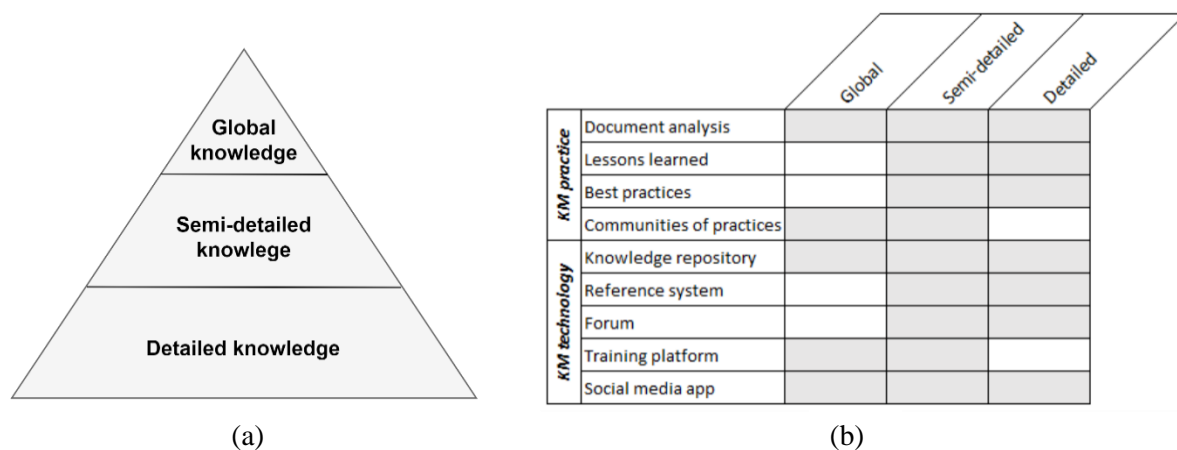 Global
knowledge
Semi-detailed
knowlege
Detailed knowledge
(a)
Global
Semi-detailed
Detailed
KM practice
Document analysis
Lessons learned
Best practices
Communities of practices
KM technology
Knowledge repository
Reference system
Forum
Training platform
Social media app
(b)